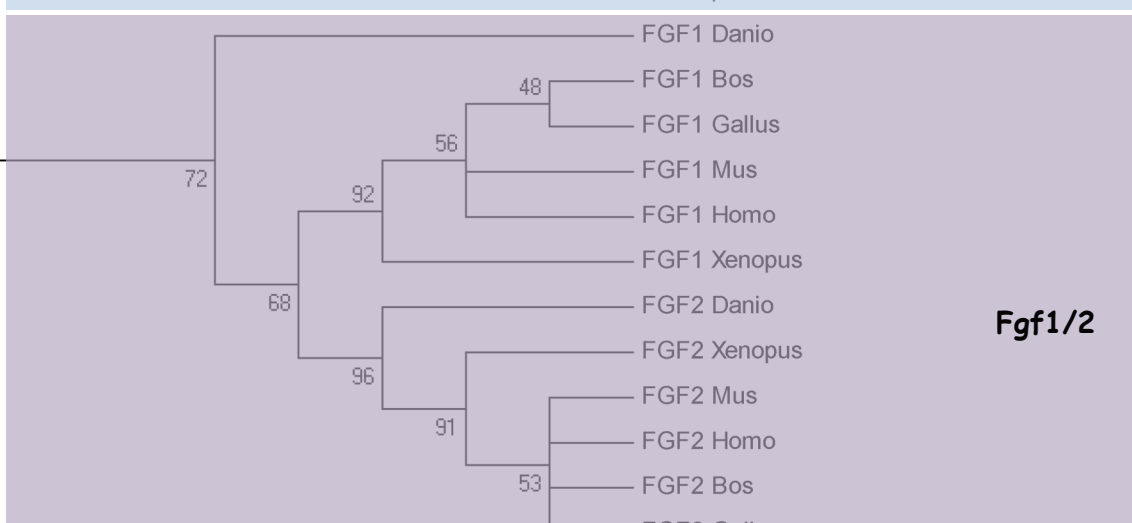 FGF1 Danio
48
FGF1 Bos
FGF1 Gallus
56
FGF1 Mus
72
92
FGF1 Homo
FGF1 Xenopus
68
FGF2 Danio
Fgf1/2
FGF2 Xenopus
96
FGF2 Mus
91
FGF2 Homo
53
FGF2 Bos